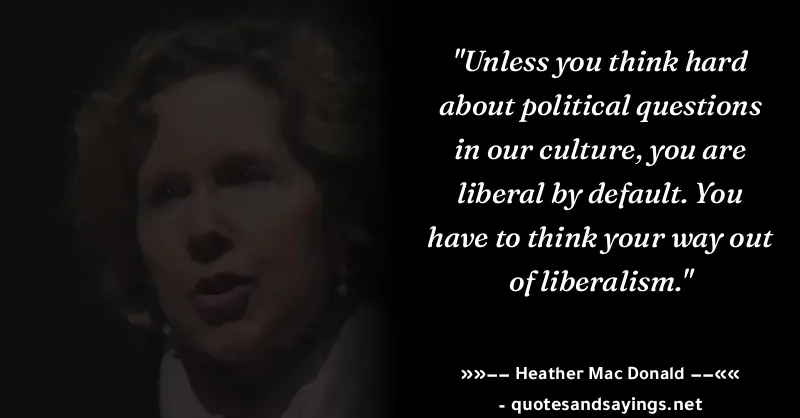 "Unless you think hard
about political questions
in our culture, you are
liberal by default. You
have to think your way out
of liberalism."
»»–– Heather Mac Donald ––««
- quotesandsayings.net